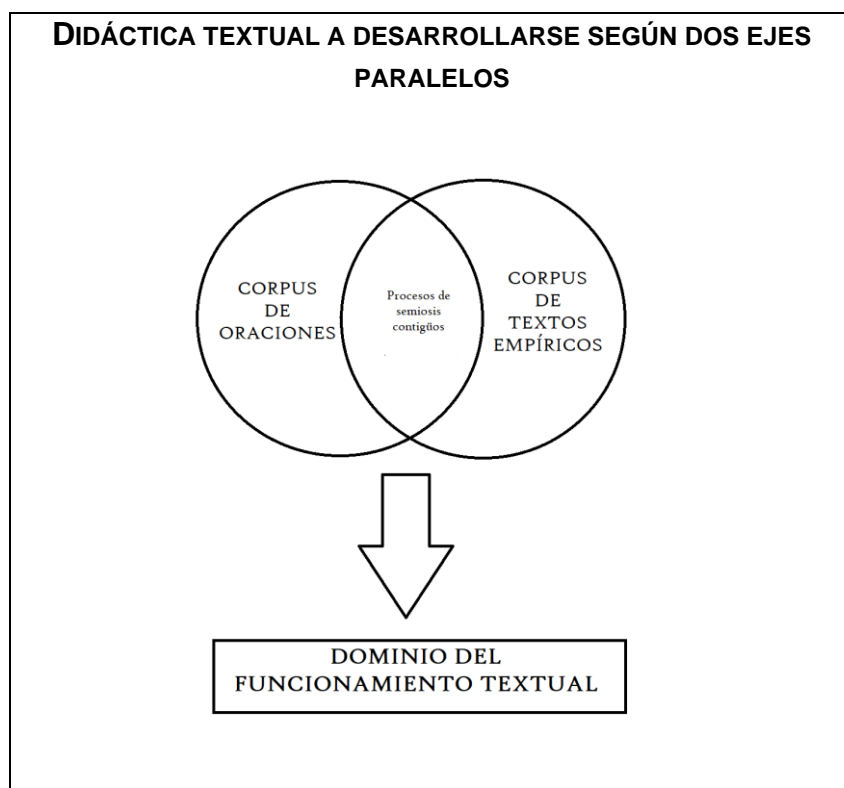 DIDÁCTICA TEXTUAL A DESARROLLARSE SEGÚN DOS EJES
PARALELOS
CORPUS
DE
ORACIONES
Procesos de
semiosis
contigüos
CORPUS
DE
TEXTOS
EMPÍRICOS
DOMINIO DEL
FUNCIONAMIENTO TEXTUAL